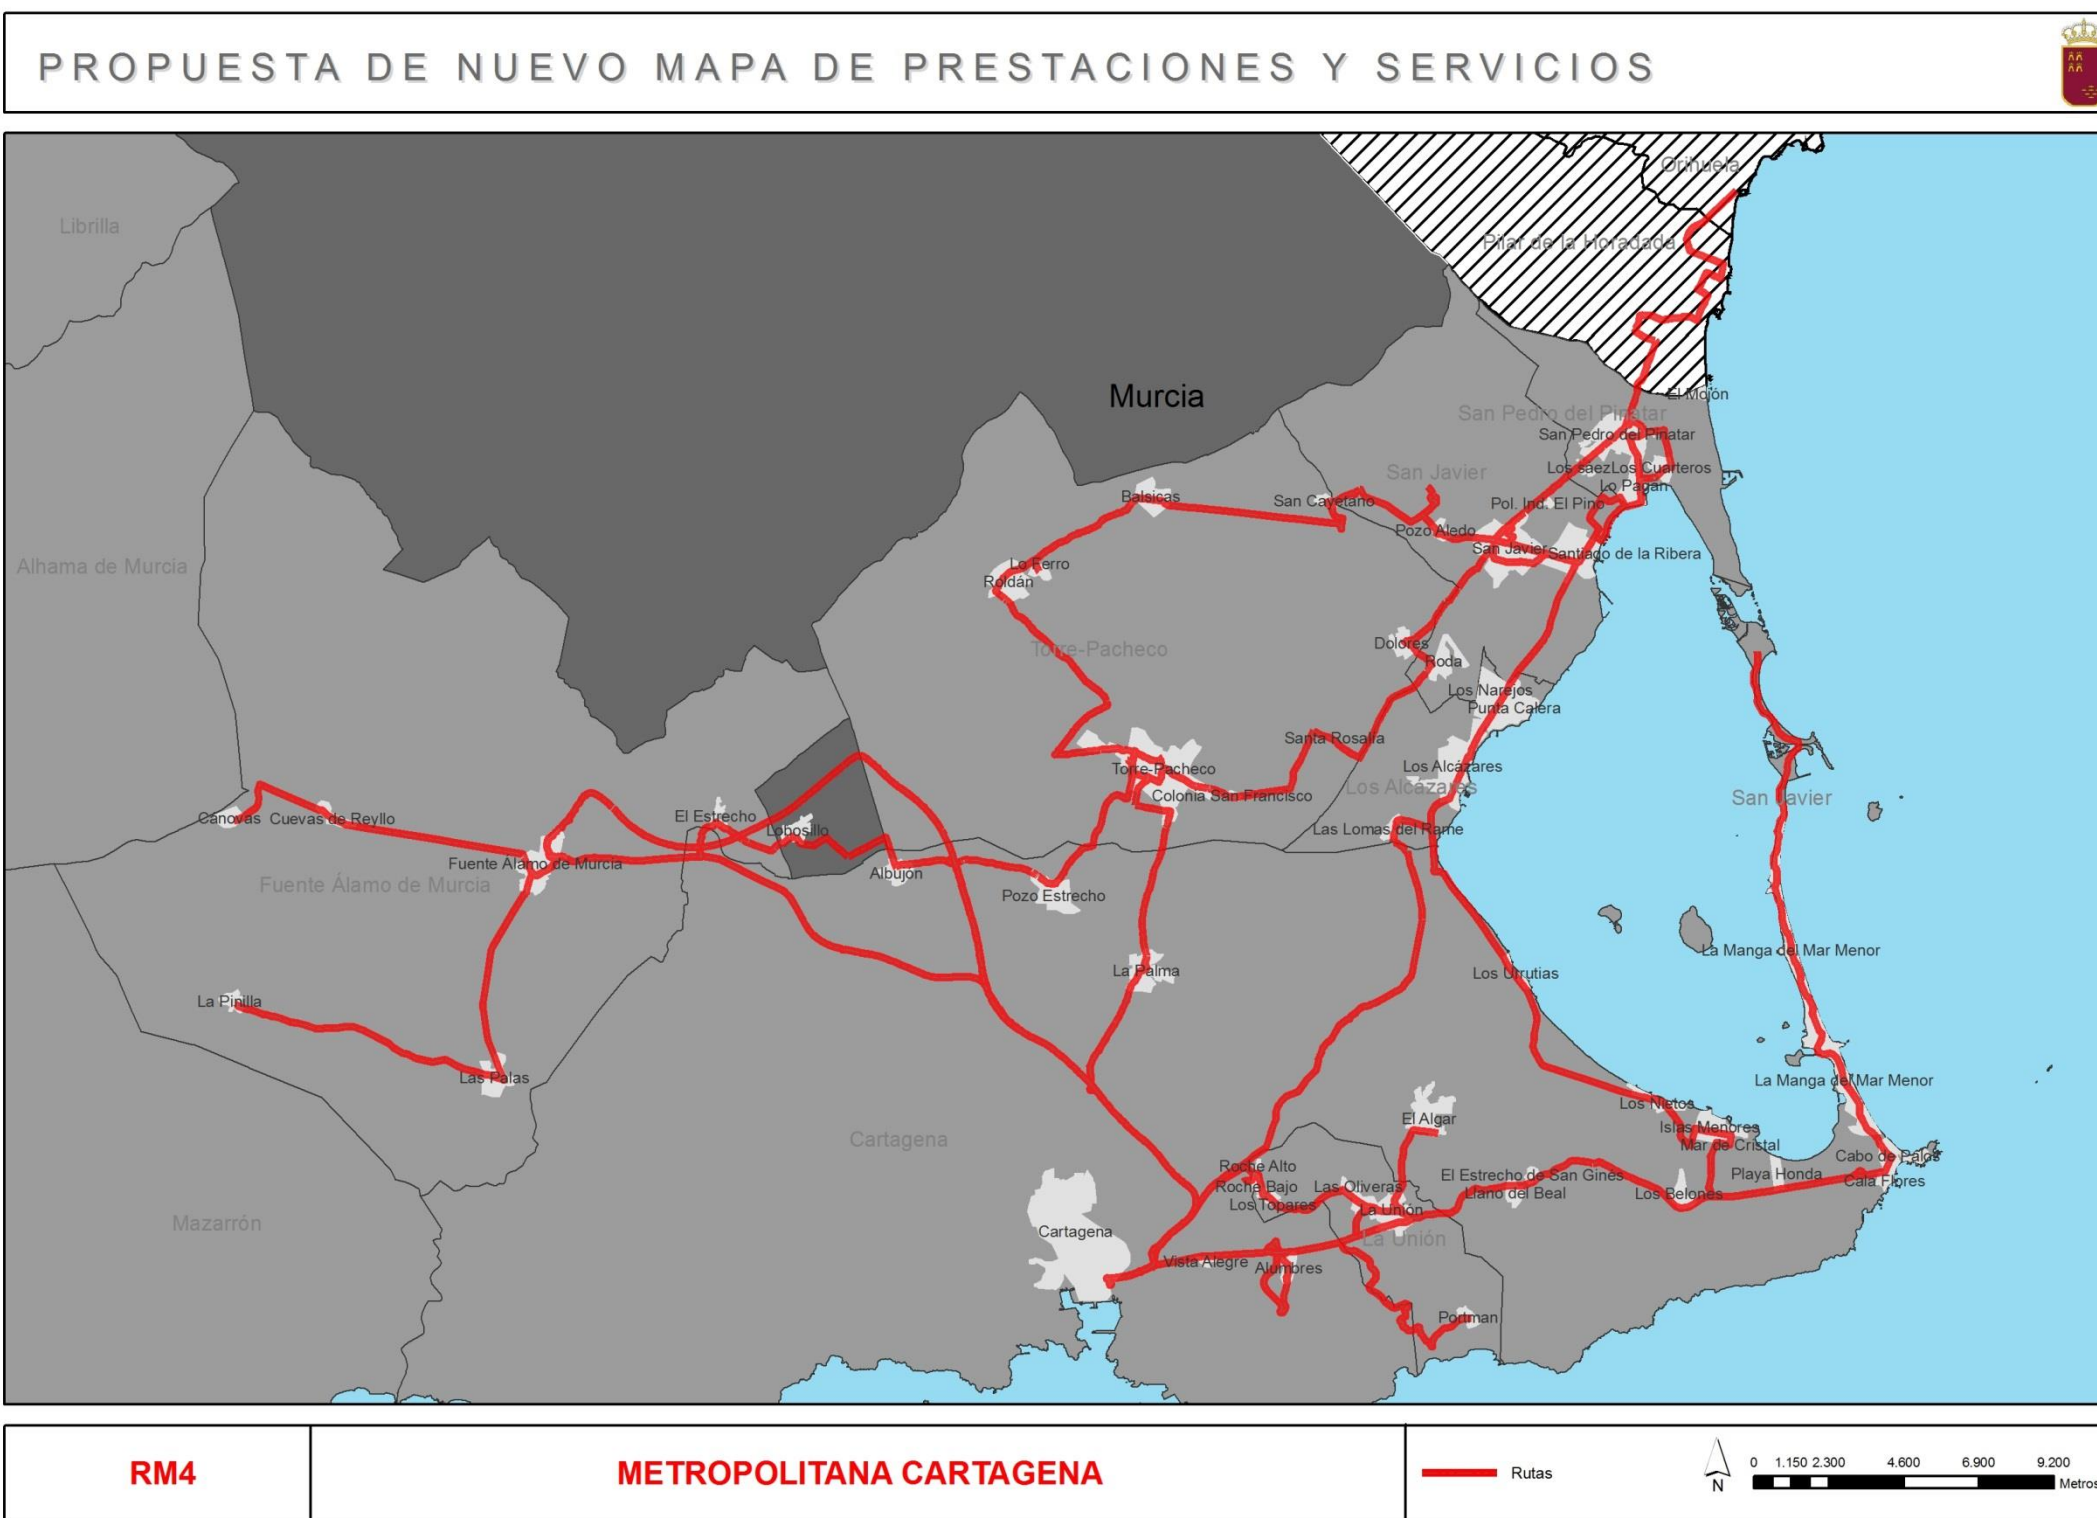 PROPUESTA DE NUEVO MAPA DE PRESTACIONES Y SERVICIOS
Orihuela
Librilla
Pilar de la Horadada
Murcia
El Mojón
San Pedro del Pinatar
San Pedro del Pinatar
San Javier
Los saez
Los Cuarteros
Lo Pagan
Balsicas
San Cayetano
Pol. Ind. El Pino
Pozo Aledo
San Javier
Santiago de la Ribera
Alhama de Murcia
Lo Ferro
Roldán
Torre-Pacheco
Dolores
Roda
Los Narejos
Punta Calera
Santa Rosalía
Torre-Pacheco
Los Alcázares
Los Alcázares
Colonia San Francisco
San Javier
Cánovas
Cuevas de Reyllo
El Estrecho
Lobosillo
Las Lomas del Rame
Fuente Álamo de Murcia
Fuente Álamo de Murcia
Albujón
Pozo Estrecho
La Manga del Mar Menor
La Palma
Los Urrutias
La Pinilla
Las Palas
La Manga del Mar Menor
Los Nietos
El Algar
Islas Menores
Mar de Cristal
Cartagena
Cabo de Palos
Roche Alto
El Estrecho de San Ginés
Playa Honda
Cala Flores
Roche Bajo
Las Oliveras
Llano del Beal
Los Belones
Los Topares
La Unión
Mazarrón
Cartagena
La Unión
Vista Alegre
Alumbres
Portman
RM4
METROPOLITANA CARTAGENA
Rutas
N
0 1.150 2.300 4.600 6.900 9.200
Metros